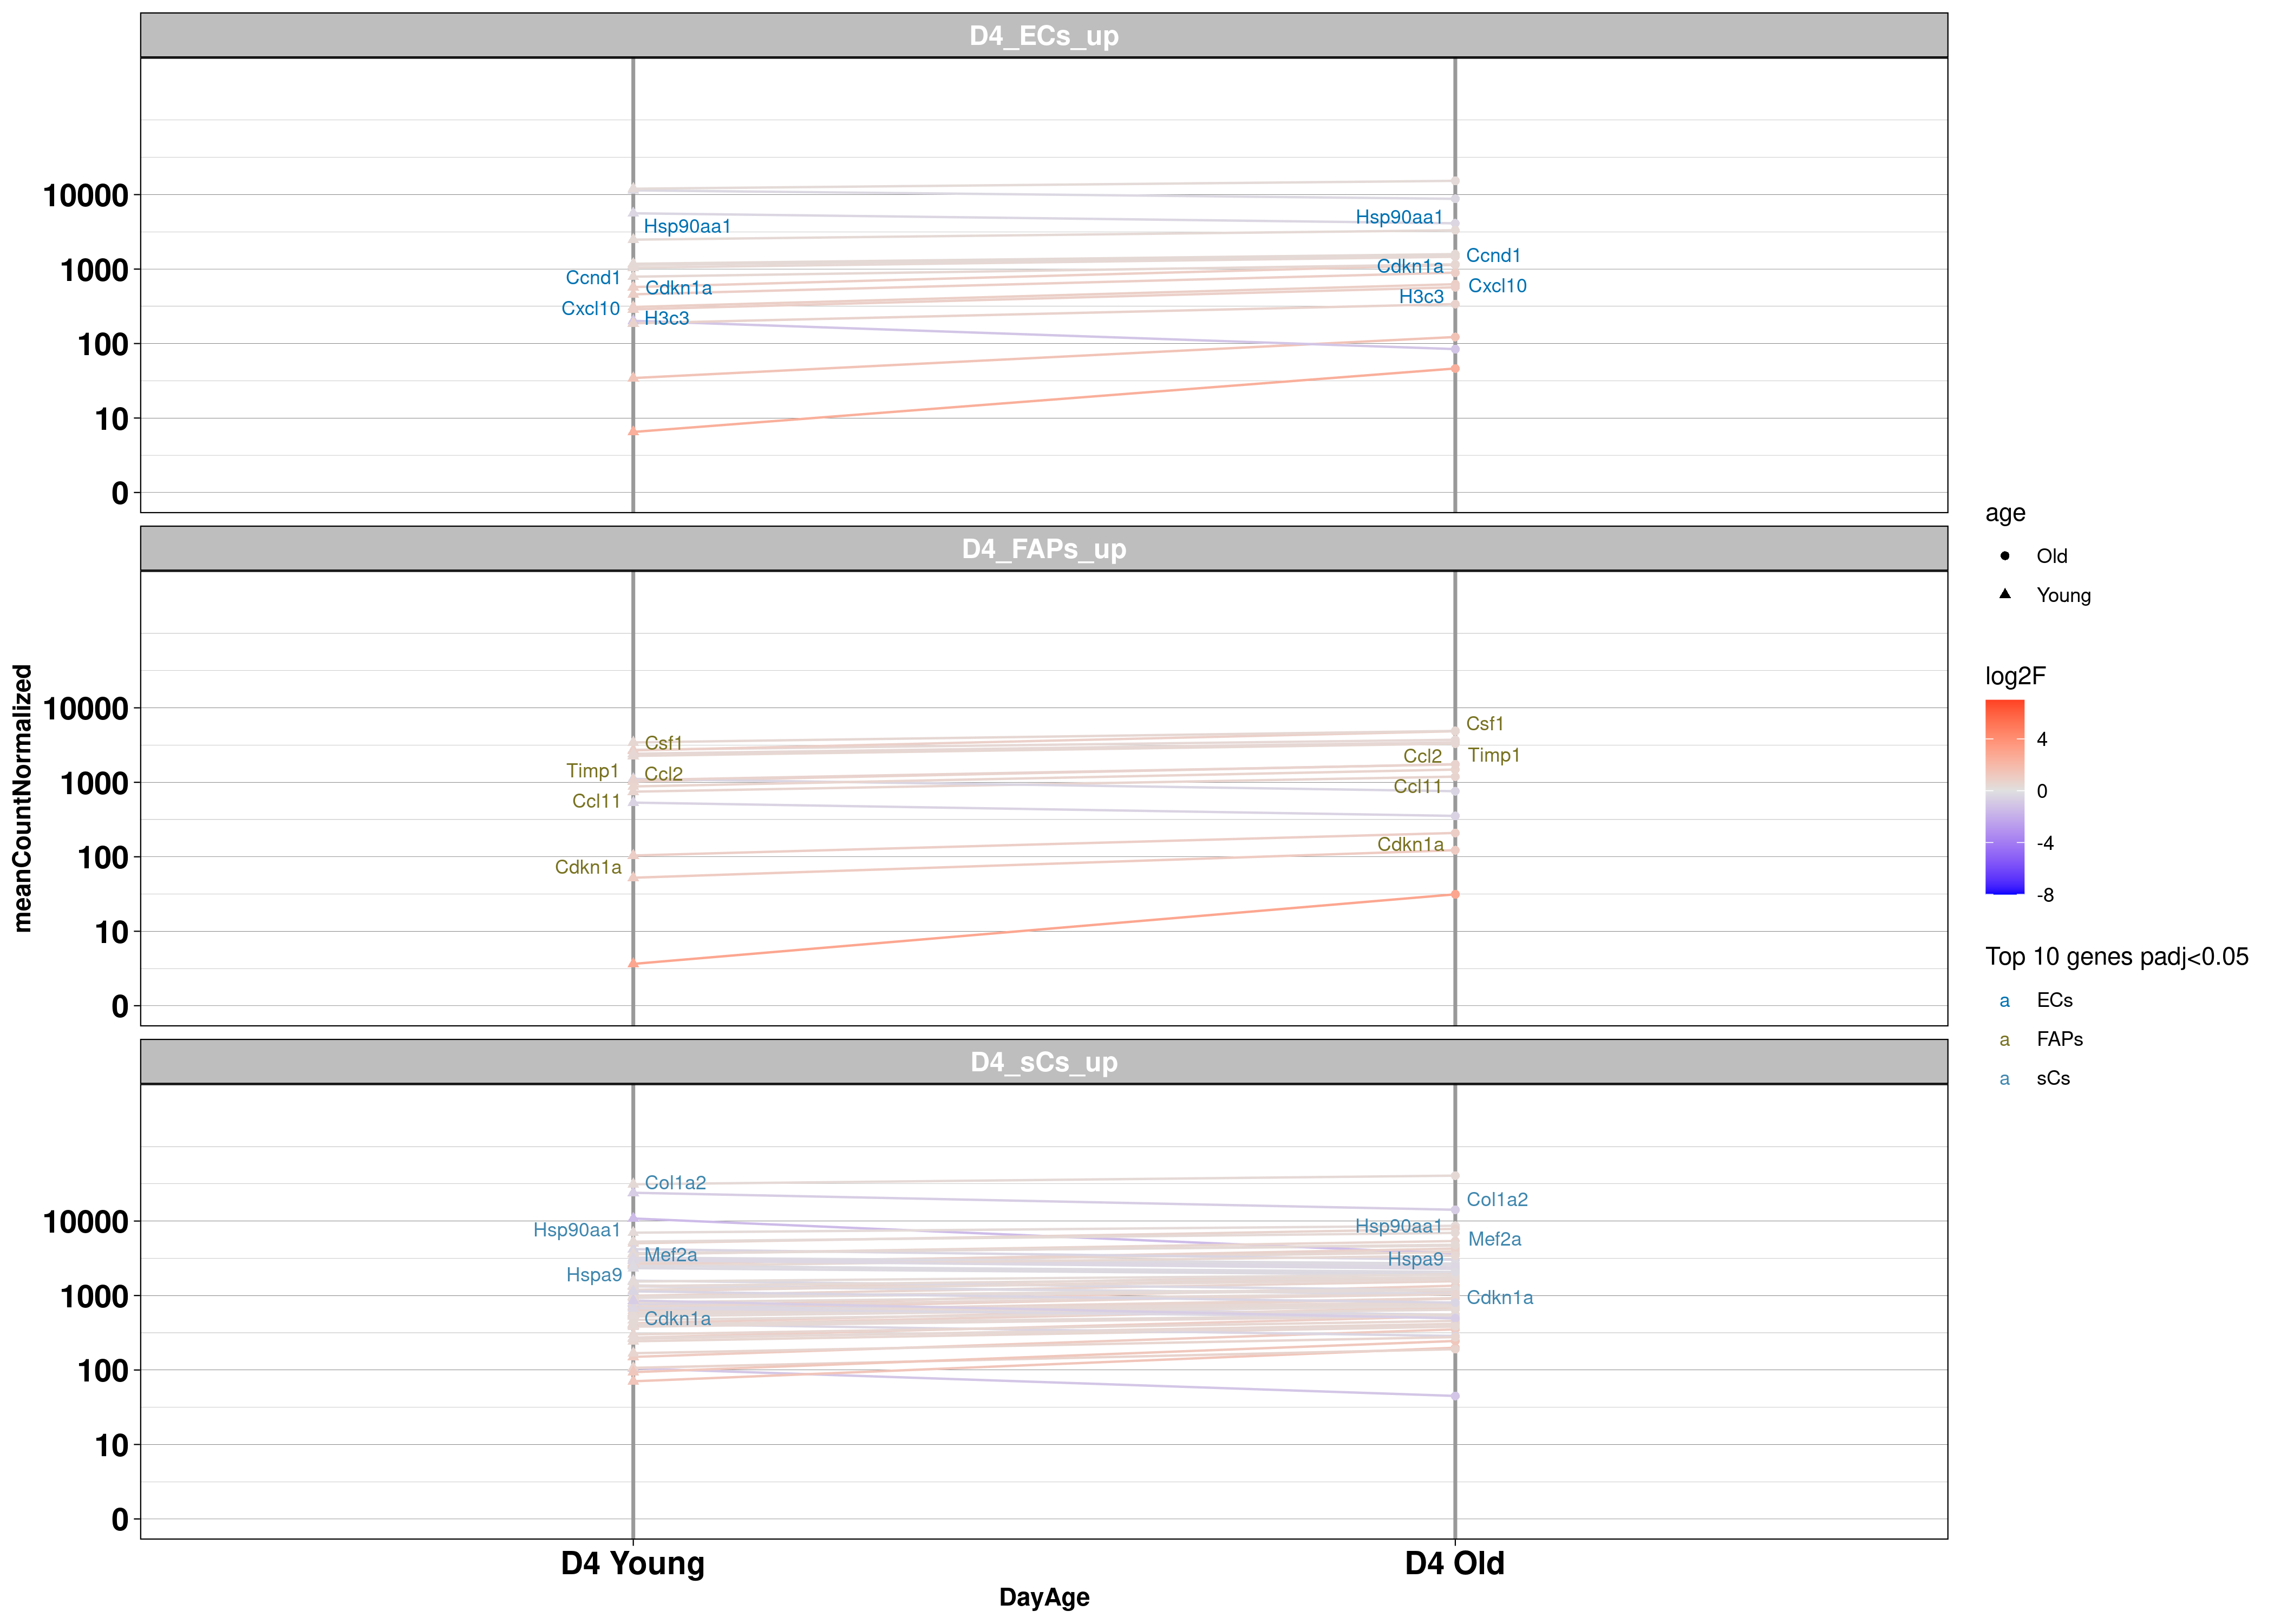 D4_ECs_up
10000
1000
100
10
0
Hsp90aa1
Hsp90aa1
Ccnd1
Ccnd1
Cdkn1a
Cdkn1a
Cxcl10
Cxcl10
H3c3
H3c3
D4_FAPs_up
10000
1000
100
10
0
Csf1
Csf1
Timp1
Ccl2
Ccl2
Timp1
Ccl11
Ccl11
Cdkn1a
Cdkn1a
D4_sCs_up
10000
1000
100
10
0
Col1a2
Col1a2
Hsp90aa1
Hsp90aa1
Mef2a
Mef2a
Hspa9
Hspa9
Cdkn1a
Cdkn1a
D4 Young
D4 Old
DayAge
meanCountNormalized
age
Old
Young
log2F
4
0
-4
-8
Top 10 genes padj<0.05
a ECs
a FAPs
a sCs